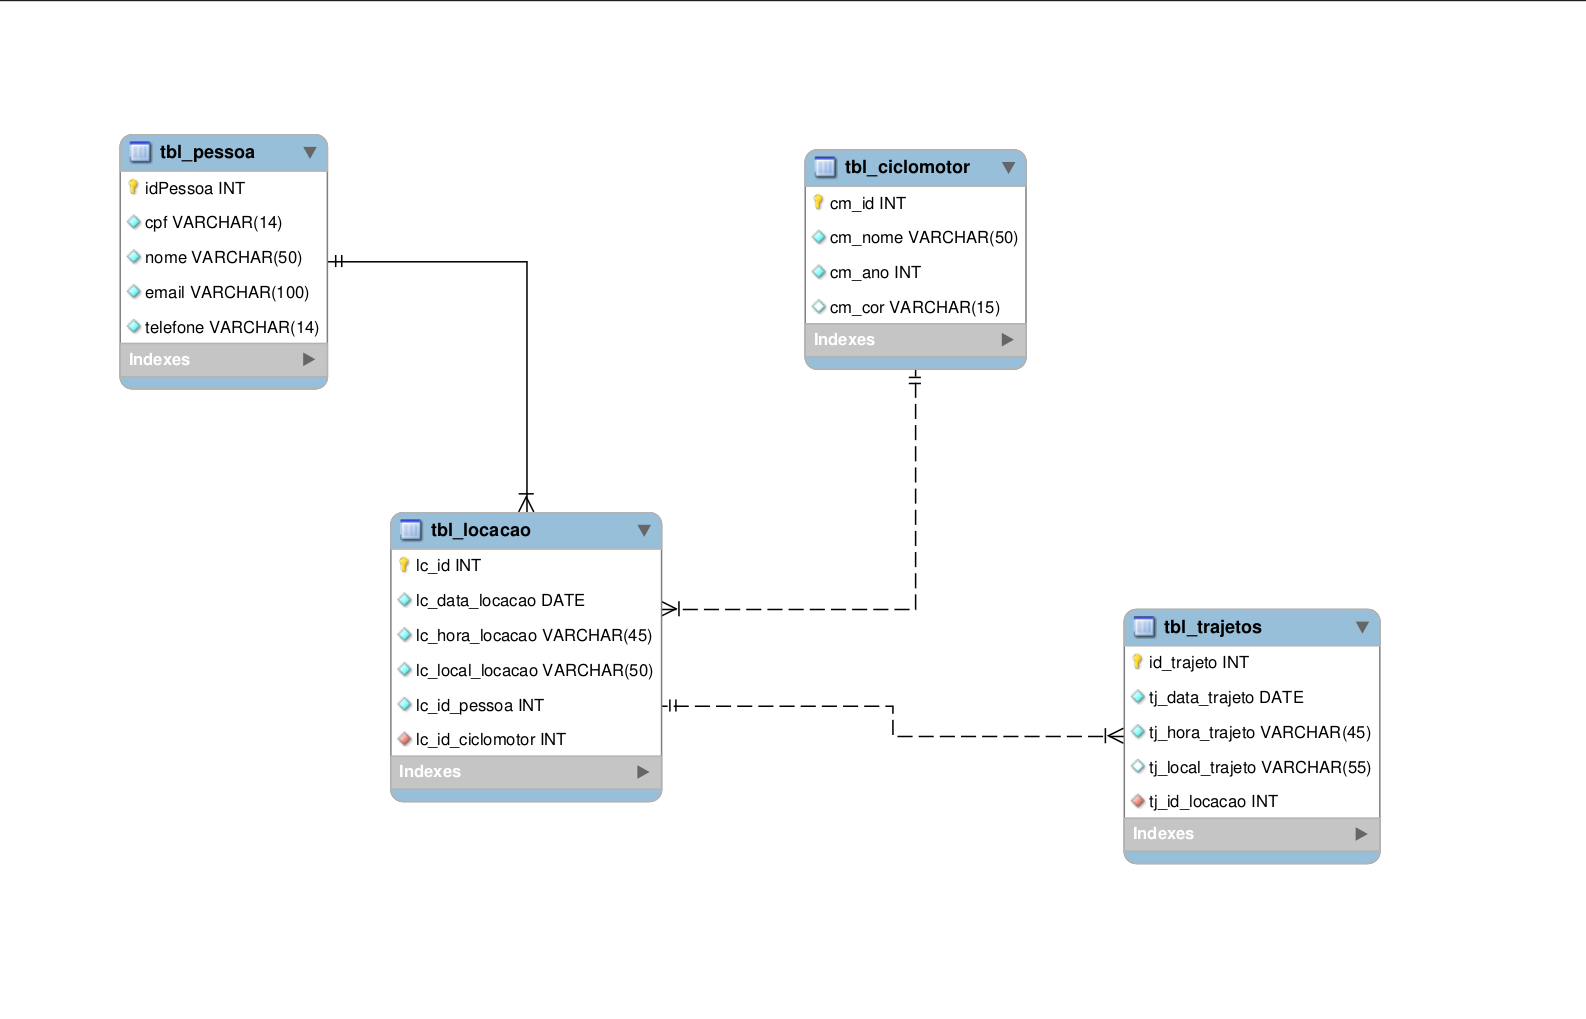 tbl_pessoa
idPessoa INT
cpf VARCHAR(14)
nome VARCHAR(50)
email VARCHAR(100)
telefone VARCHAR(14)
Indexes
tbl_ciclomotor
cm_id INT
cm_nome VARCHAR(50)
cm_ano INT
cm_cor VARCHAR(15)
Indexes
tbl_locacao
lc_id INT
lc_data_locacao DATE
lc_hora_locacao VARCHAR(45)
lc_local_locacao VARCHAR(50)
lc_id_pessoa INT
lc_id_ciclomotor INT
Indexes
tbl_trajetos
id_trajeto INT
tj_data_trajeto DATE
tj_hora_trajeto VARCHAR(45)
tj_local_trajeto VARCHAR(55)
tj_id_locacao INT
Indexes